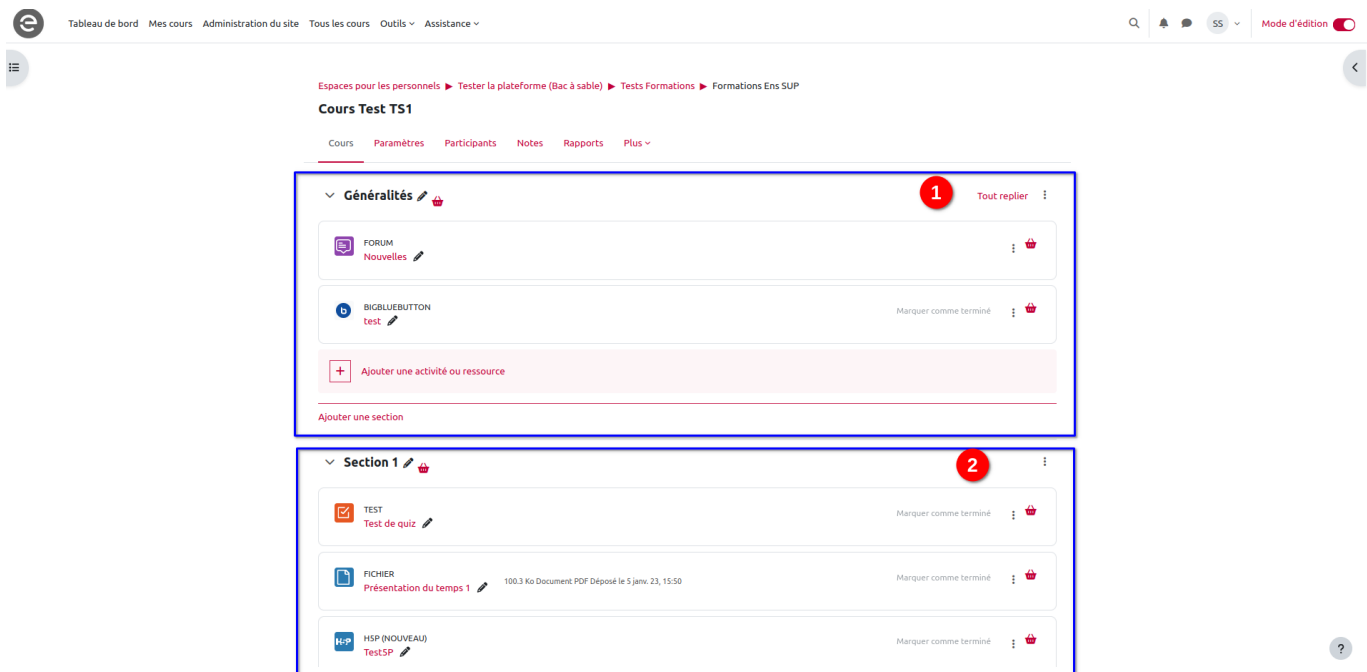 Tableau de bord Mes cours Administration du site Tous les cours Outils Assistance SS Mode d'édition
Espaces pour les personnels ▶ Tester la plateforme (Bac à sable) ▶ Tests Formations ▶ Formations Ens SUP
Cours Test TS1
Cours Paramètres Participants Notes Rapports Plus
Généralités 1 Tout replier
FORUM
Nouvelles
BIGBLUEBUTTON
b Marquer comme terminé
test
+ Ajouter une activité ou ressource
Ajouter une section
Section 1 2
TEST
Marquer comme terminé
Test de quiz
FICHIER
100.3 Ko Document PDF Déposé le 5 janv. 23, 15:50 Marquer comme terminé
Présentation du temps 1
H5P (NOUVEAU)
H-P Marquer comme terminé
Test5P
?